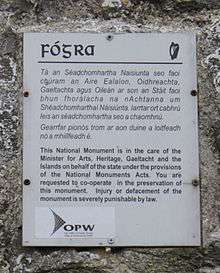 FÓGRA
Tá an Séadchomhartha Náisiúnta seo faoi
chúram an Aire Ealaíon, Oidhreachta,
Gaeltachta agus Oileán ar son an Stáit faoi
bhun fhorálacha na nAchtanna um
Shéadchomharthaí Náisiúnta. Iarrtar ort cabhrú
leis an séadchomhartha seo a chaomhnú.
Gearrfar pionós trom ar aon duine a loitfeadh
nó a mhillfeadh é.
This National Monument is in the care of the
Minister for Arts, Heritage, Gaeltacht and the
Islands on behalf of the state under the provisions
of the National Monuments Acts. You are
requested to co-operate in the preservation of
this monument. Injury or defacement of the
monument is severely punishable by law.
OPW